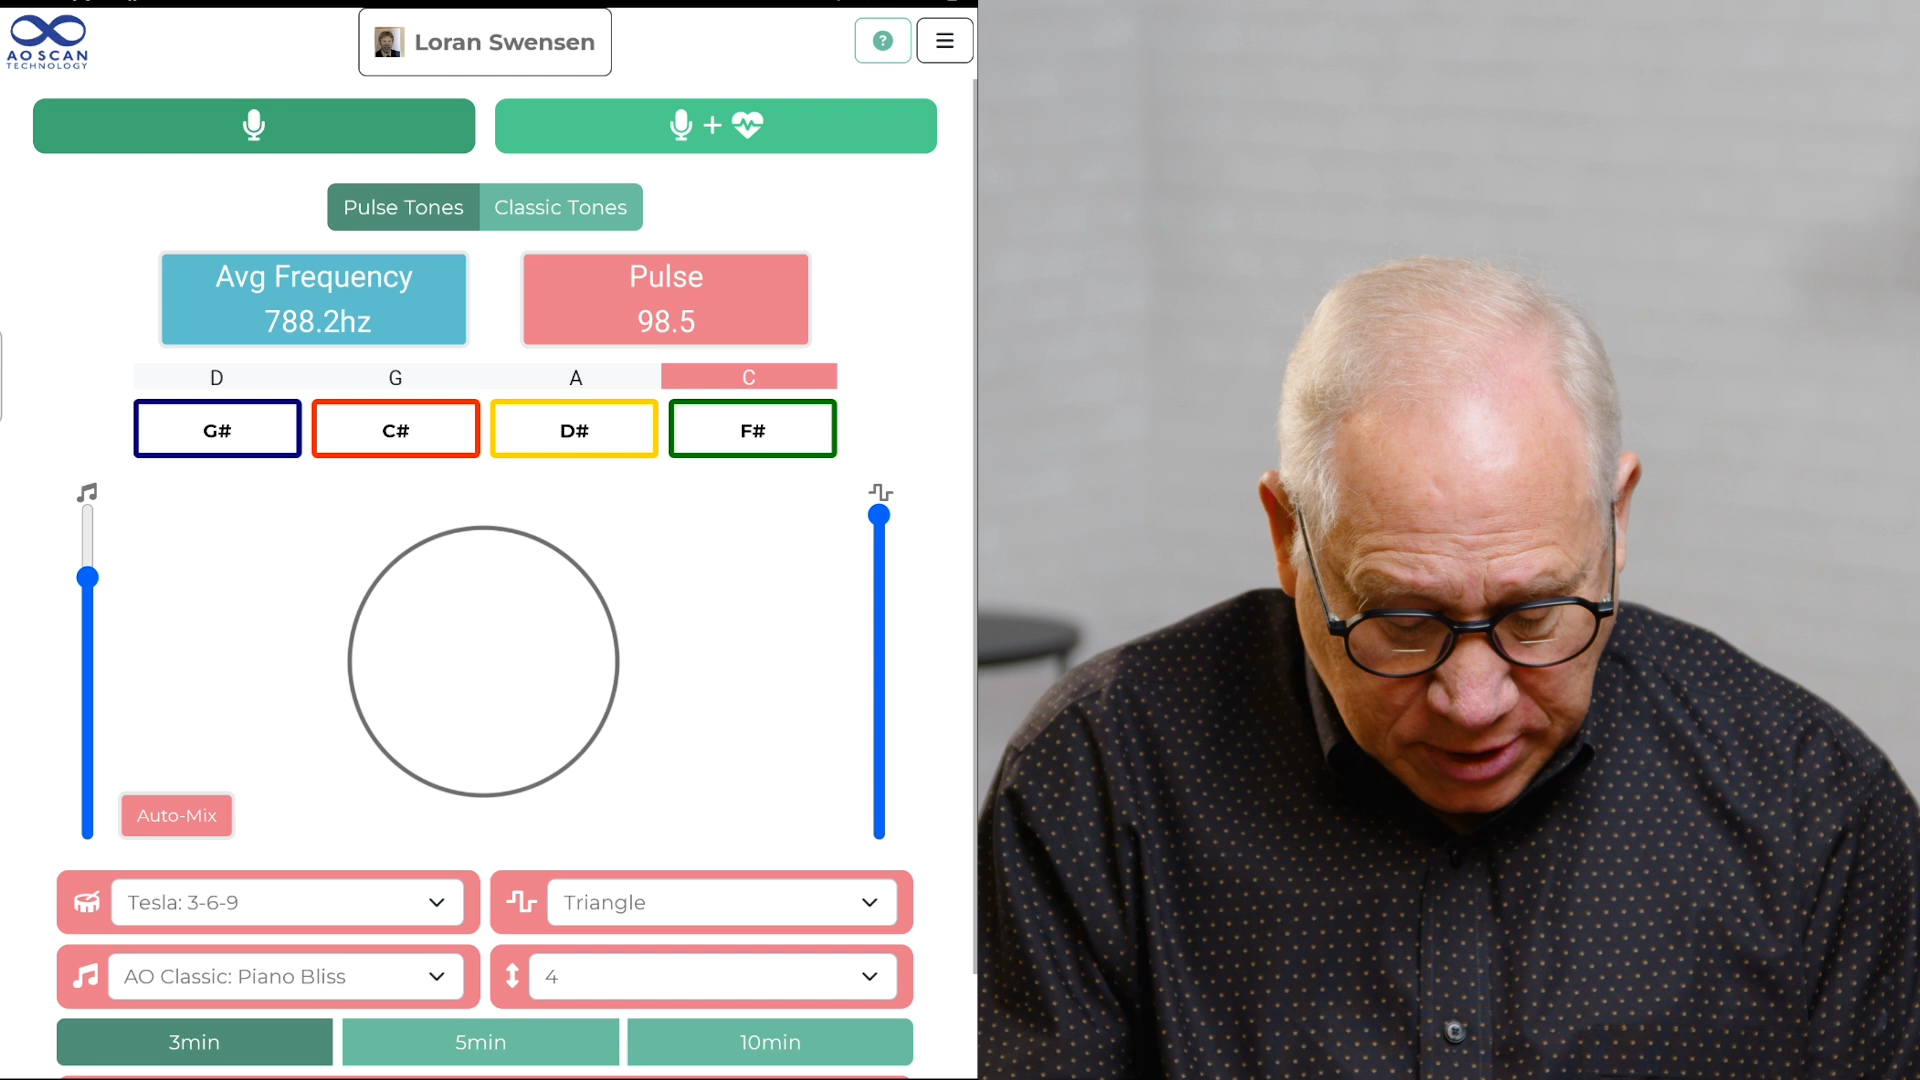 AO SCAN
TECHNOLOGY
Loran Swensen
?
+
Pulse Tones
Classic Tones
Avg Frequency
788.2hz
Pulse
98.5
D
G
A
C
G#
C#
D#
F#
Auto-Mix
Tesla: 3-6-9
Triangle
AO Classic: Piano Bliss
4
3min
5min
10min